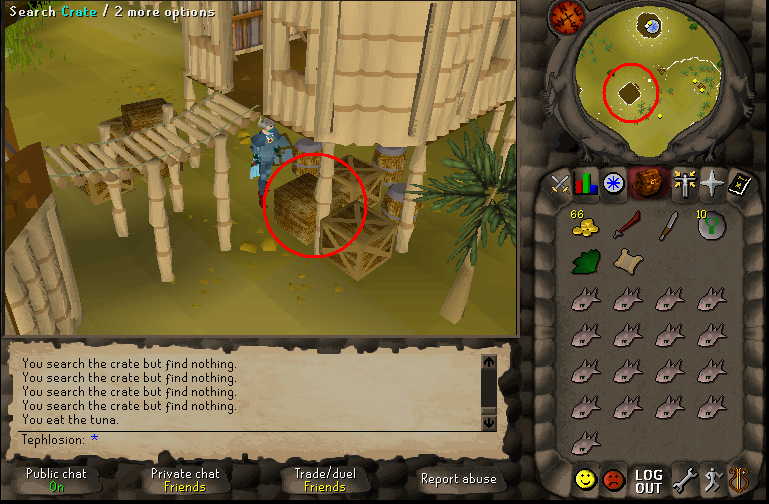 Search Crate / 2 more options
66
10
You search the crate but find nothing.
You search the crate but find nothing.
You search the crate but find nothing.
You search the crate but find nothing.
You eat the tuna.
Tephlosion: *
Public chat
On
Private chat
Friends
Trade/duel
Friends
Report abuse
LOG
OUT